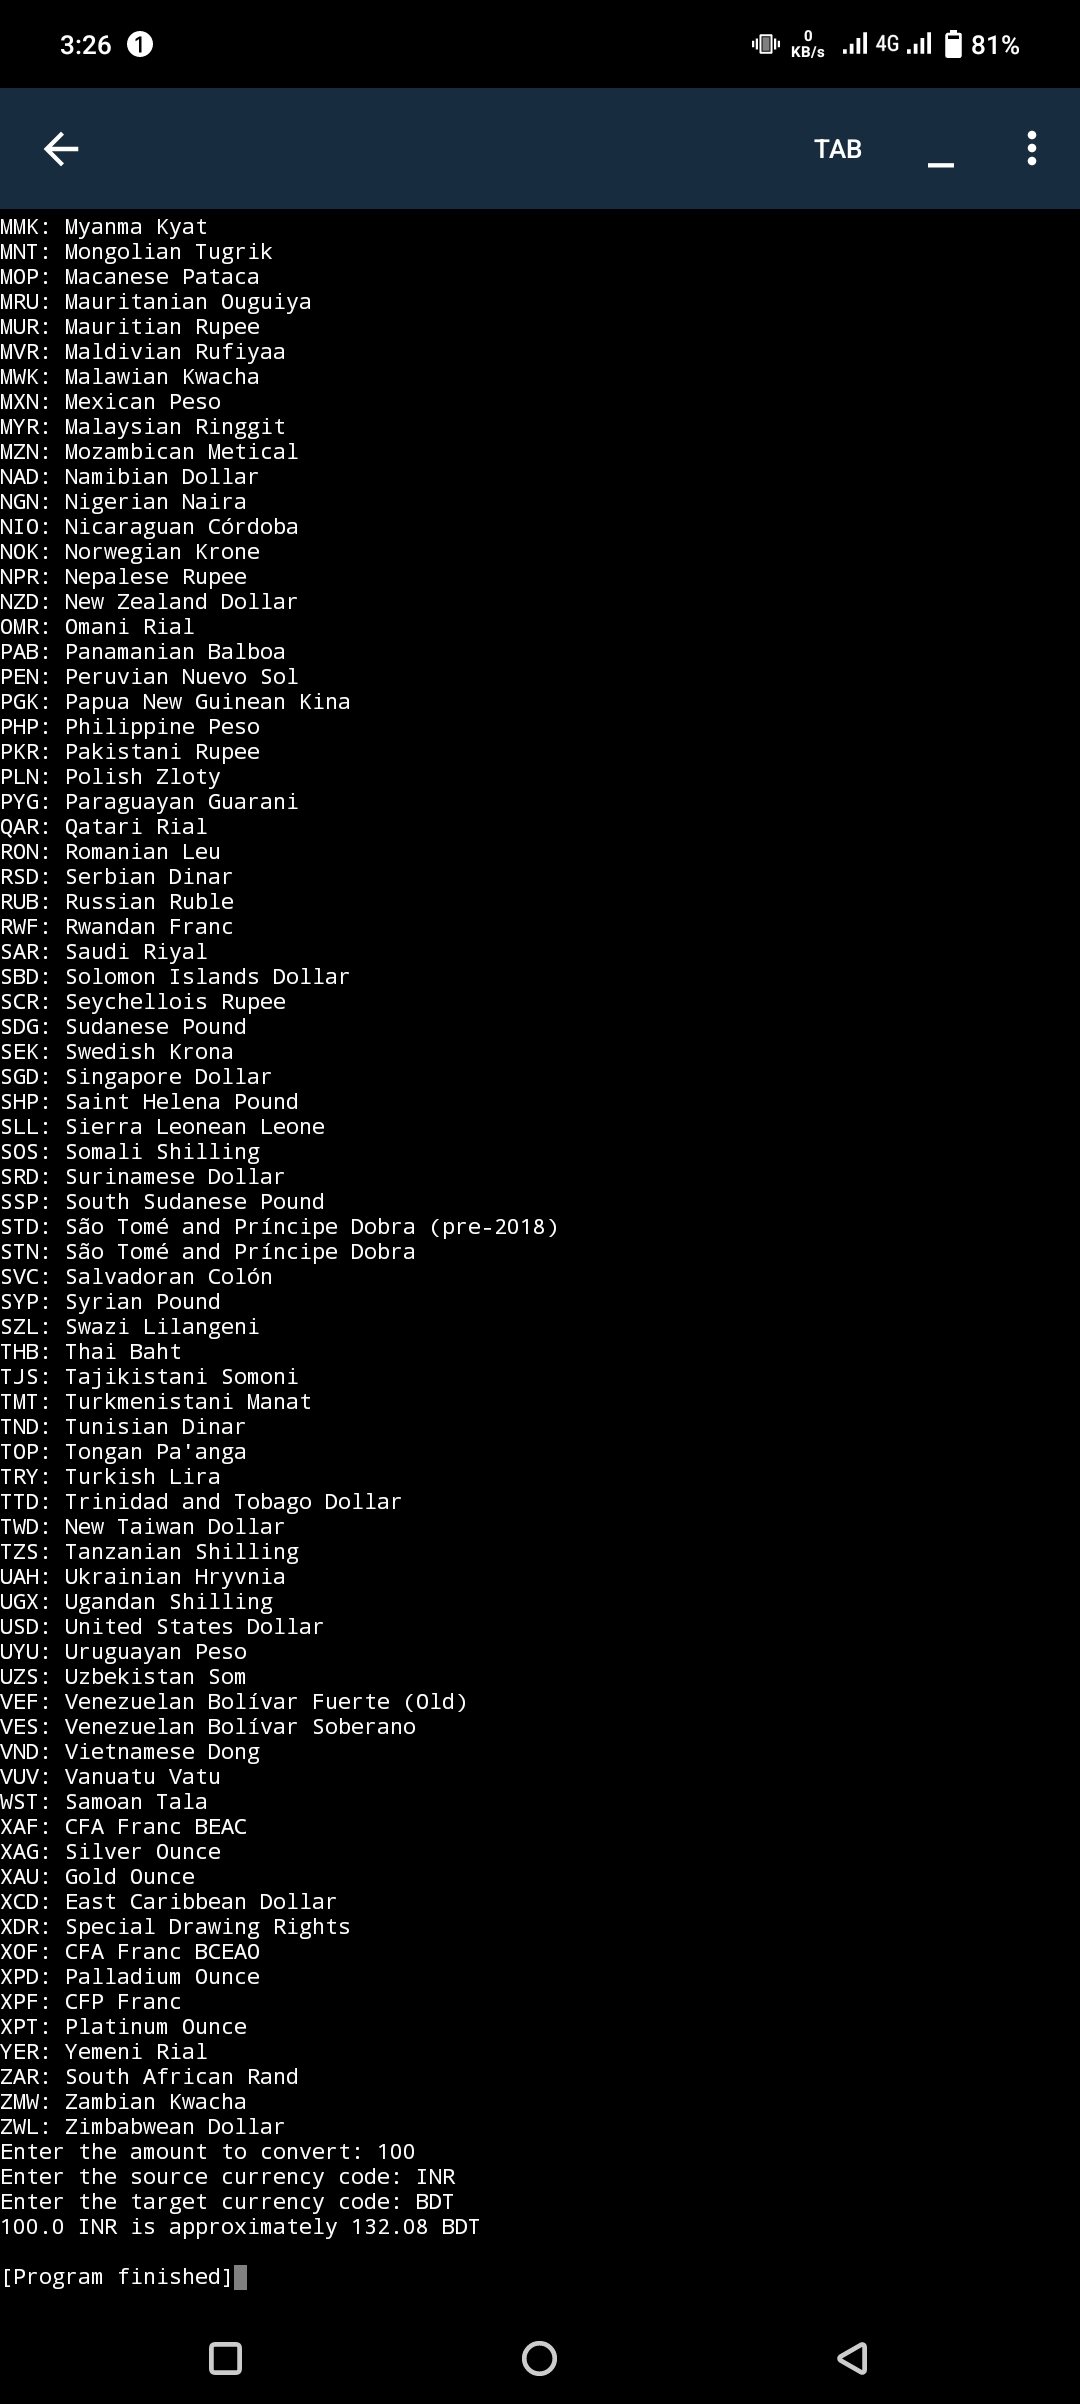 3:26 1 0 KB/s 4G 81%
TAB
MMK: Myanma Kyat
MNT: Mongolian Tugrik
MOP: Macanese Pataca
MRU: Mauritanian Ouguiya
MUR: Mauritian Rupee
MVR: Maldivian Rufiyaa
MWK: Malawian Kwacha
MXN: Mexican Peso
MYR: Malaysian Ringgit
MZN: Mozambican Metical
NAD: Namibian Dollar
NGN: Nigerian Naira
NIO: Nicaraguan Córdoba
NOK: Norwegian Krone
NPR: Nepalese Rupee
NZD: New Zealand Dollar
OMR: Omani Rial
PAB: Panamanian Balboa
PEN: Peruvian Nuevo Sol
PGK: Papua New Guinean Kina
PHP: Philippine Peso
PKR: Pakistani Rupee
PLN: Polish Zloty
PYG: Paraguayan Guarani
QAR: Qatari Rial
RON: Romanian Leu
RSD: Serbian Dinar
RUB: Russian Ruble
RWF: Rwandan Franc
SAR: Saudi Riyal
SBD: Solomon Islands Dollar
SCR: Seychellois Rupee
SDG: Sudanese Pound
SEK: Swedish Krona
SGD: Singapore Dollar
SHP: Saint Helena Pound
SLL: Sierra Leonean Leone
SOS: Somali Shilling
SRD: Surinamese Dollar
SSP: South Sudanese Pound
STD: São Tomé and Príncipe Dobra (pre-2018)
STN: São Tomé and Príncipe Dobra
SVC: Salvadoran Colón
SYP: Syrian Pound
SZL: Swazi Lilangeni
THB: Thai Baht
TJS: Tajikistani Somoni
TMT: Turkmenistani Manat
TND: Tunisian Dinar
TOP: Tongan Pa'anga
TRY: Turkish Lira
TTD: Trinidad and Tobago Dollar
TWD: New Taiwan Dollar
TZS: Tanzanian Shilling
UAH: Ukrainian Hryvnia
UGX: Ugandan Shilling
USD: United States Dollar
UYU: Uruguayan Peso
UZS: Uzbekistan Som
VEF: Venezuelan Bolívar Fuerte (Old)
VES: Venezuelan Bolívar Soberano
VND: Vietnamese Dong
VUV: Vanuatu Vatu
WST: Samoan Tala
XAF: CFA Franc BEAC
XAG: Silver Ounce
XAU: Gold Ounce
XCD: East Caribbean Dollar
XDR: Special Drawing Rights
XOF: CFA Franc BCEAO
XPD: Palladium Ounce
XPF: CFP Franc
XPT: Platinum Ounce
YER: Yemeni Rial
ZAR: South African Rand
ZMW: Zambian Kwacha
ZWL: Zimbabwean Dollar
Enter the amount to convert: 100
Enter the source currency code: INR
Enter the target currency code: BDT
100.0 INR is approximately 132.08 BDT
[Program finished]